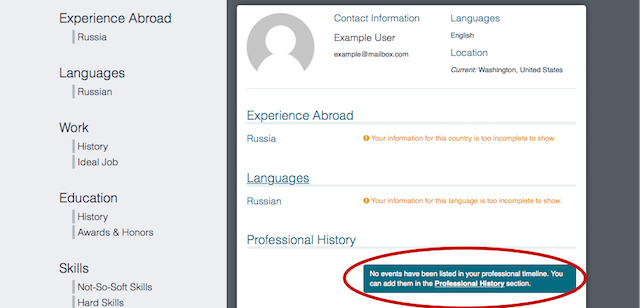 Experience Abroad
Russia
Languages
Russian
Work
History
Ideal Job
Education
History
Awards & Honors
Skills
Not-So-Soft Skills
Hard Skills
Contact Information
Example User
example@mailbox.com
Languages
English
Location
Current: Washington, United States
Experience Abroad
Russia
Your information for this country is too incomplete to show.
Languages
Russian
Your information for this language is too incomplete to show.
Professional History
No events have been listed in your professional timeline. You
can add them in the Professional History section.